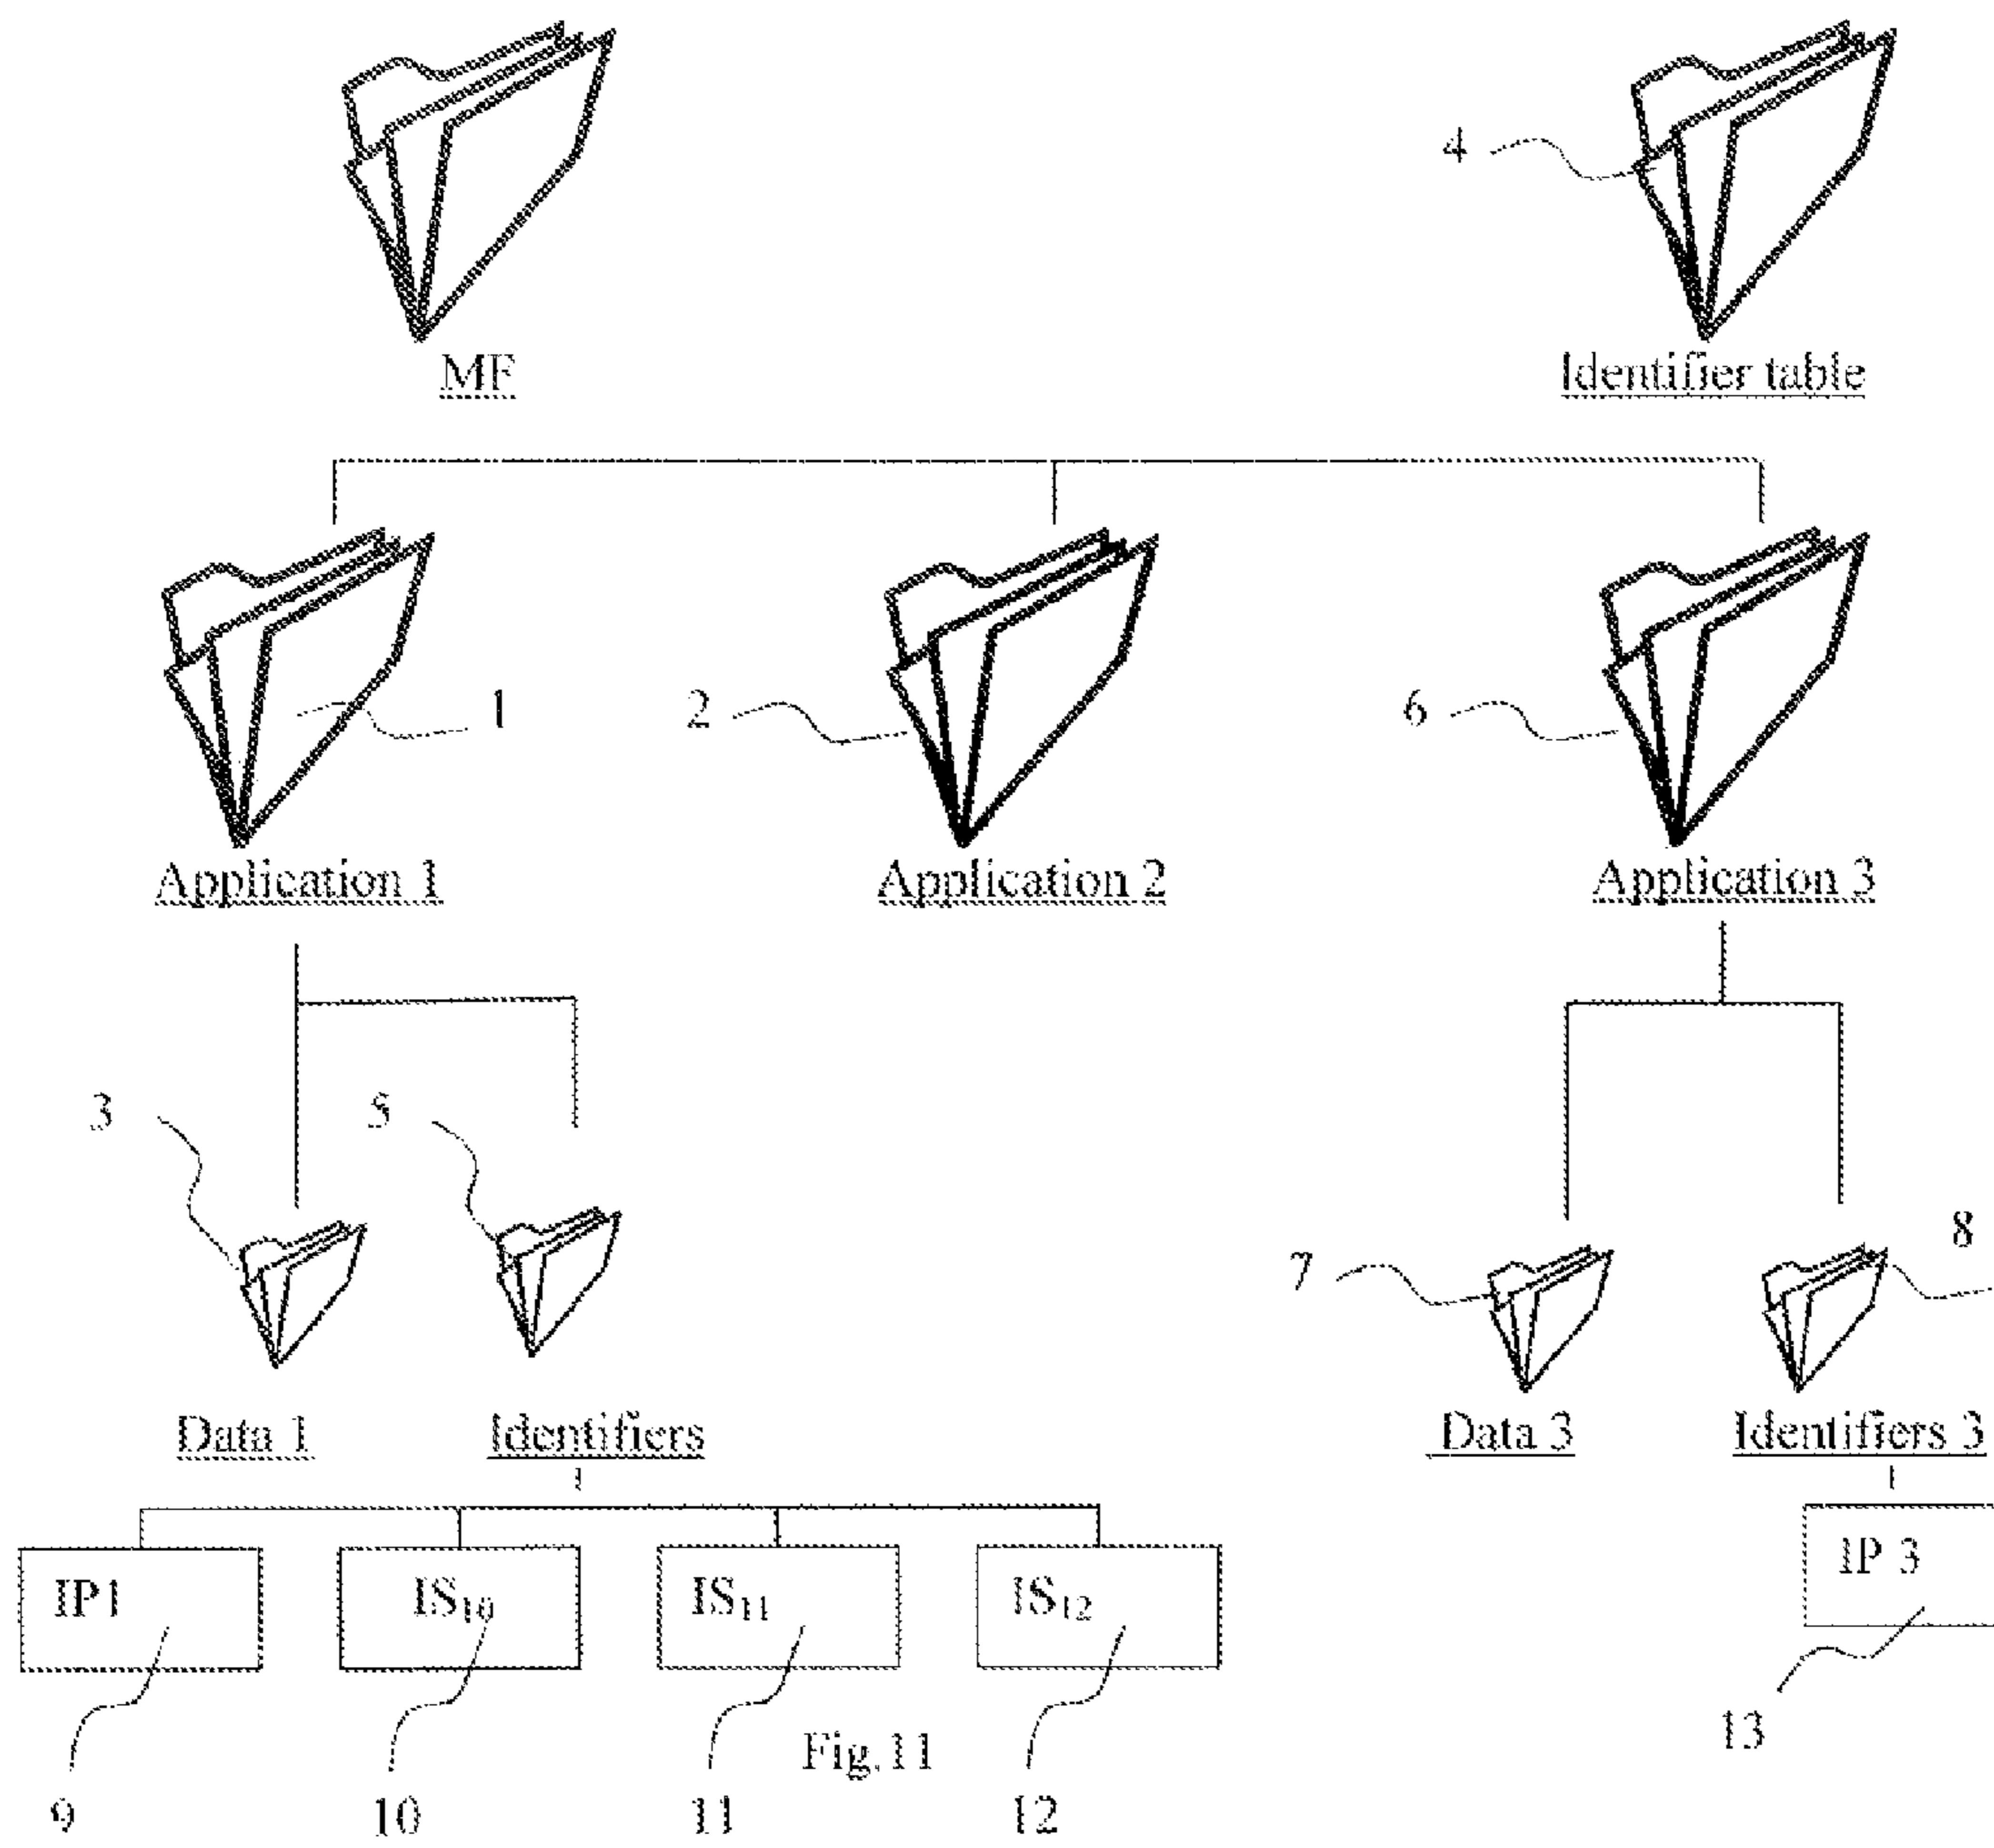 4
MF
Identifier table
1
2
6
Application 1
Application 2
Application 3
3
5
7
8
Data 1
Identifiers
Data 3
Identifiers 3
IP1
IS₁₀
IS₁₁
IS₁₂
IP 3
9
10
11
Fig.11
12
13